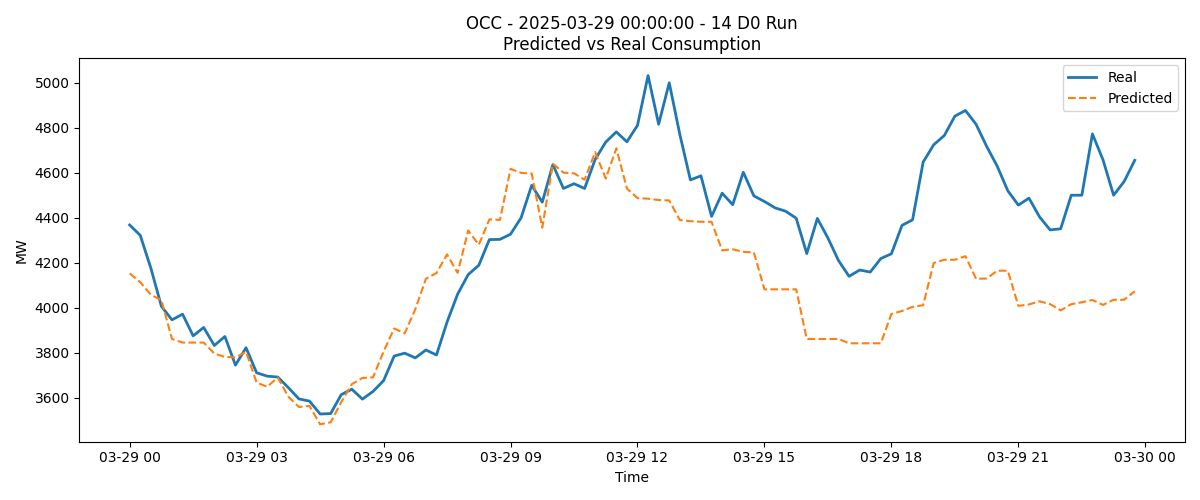 OCC - 2025-03-29 00:00:00 - 14 D0 Run
Predicted vs Real Consumption
Real
Predicted
MW
5000
4800
4600
4400
4200
4000
3800
3600
03-29 00
03-29 03
03-29 06
03-29 09
03-29 12
03-29 15
03-29 18
03-29 21
03-30 00
Time